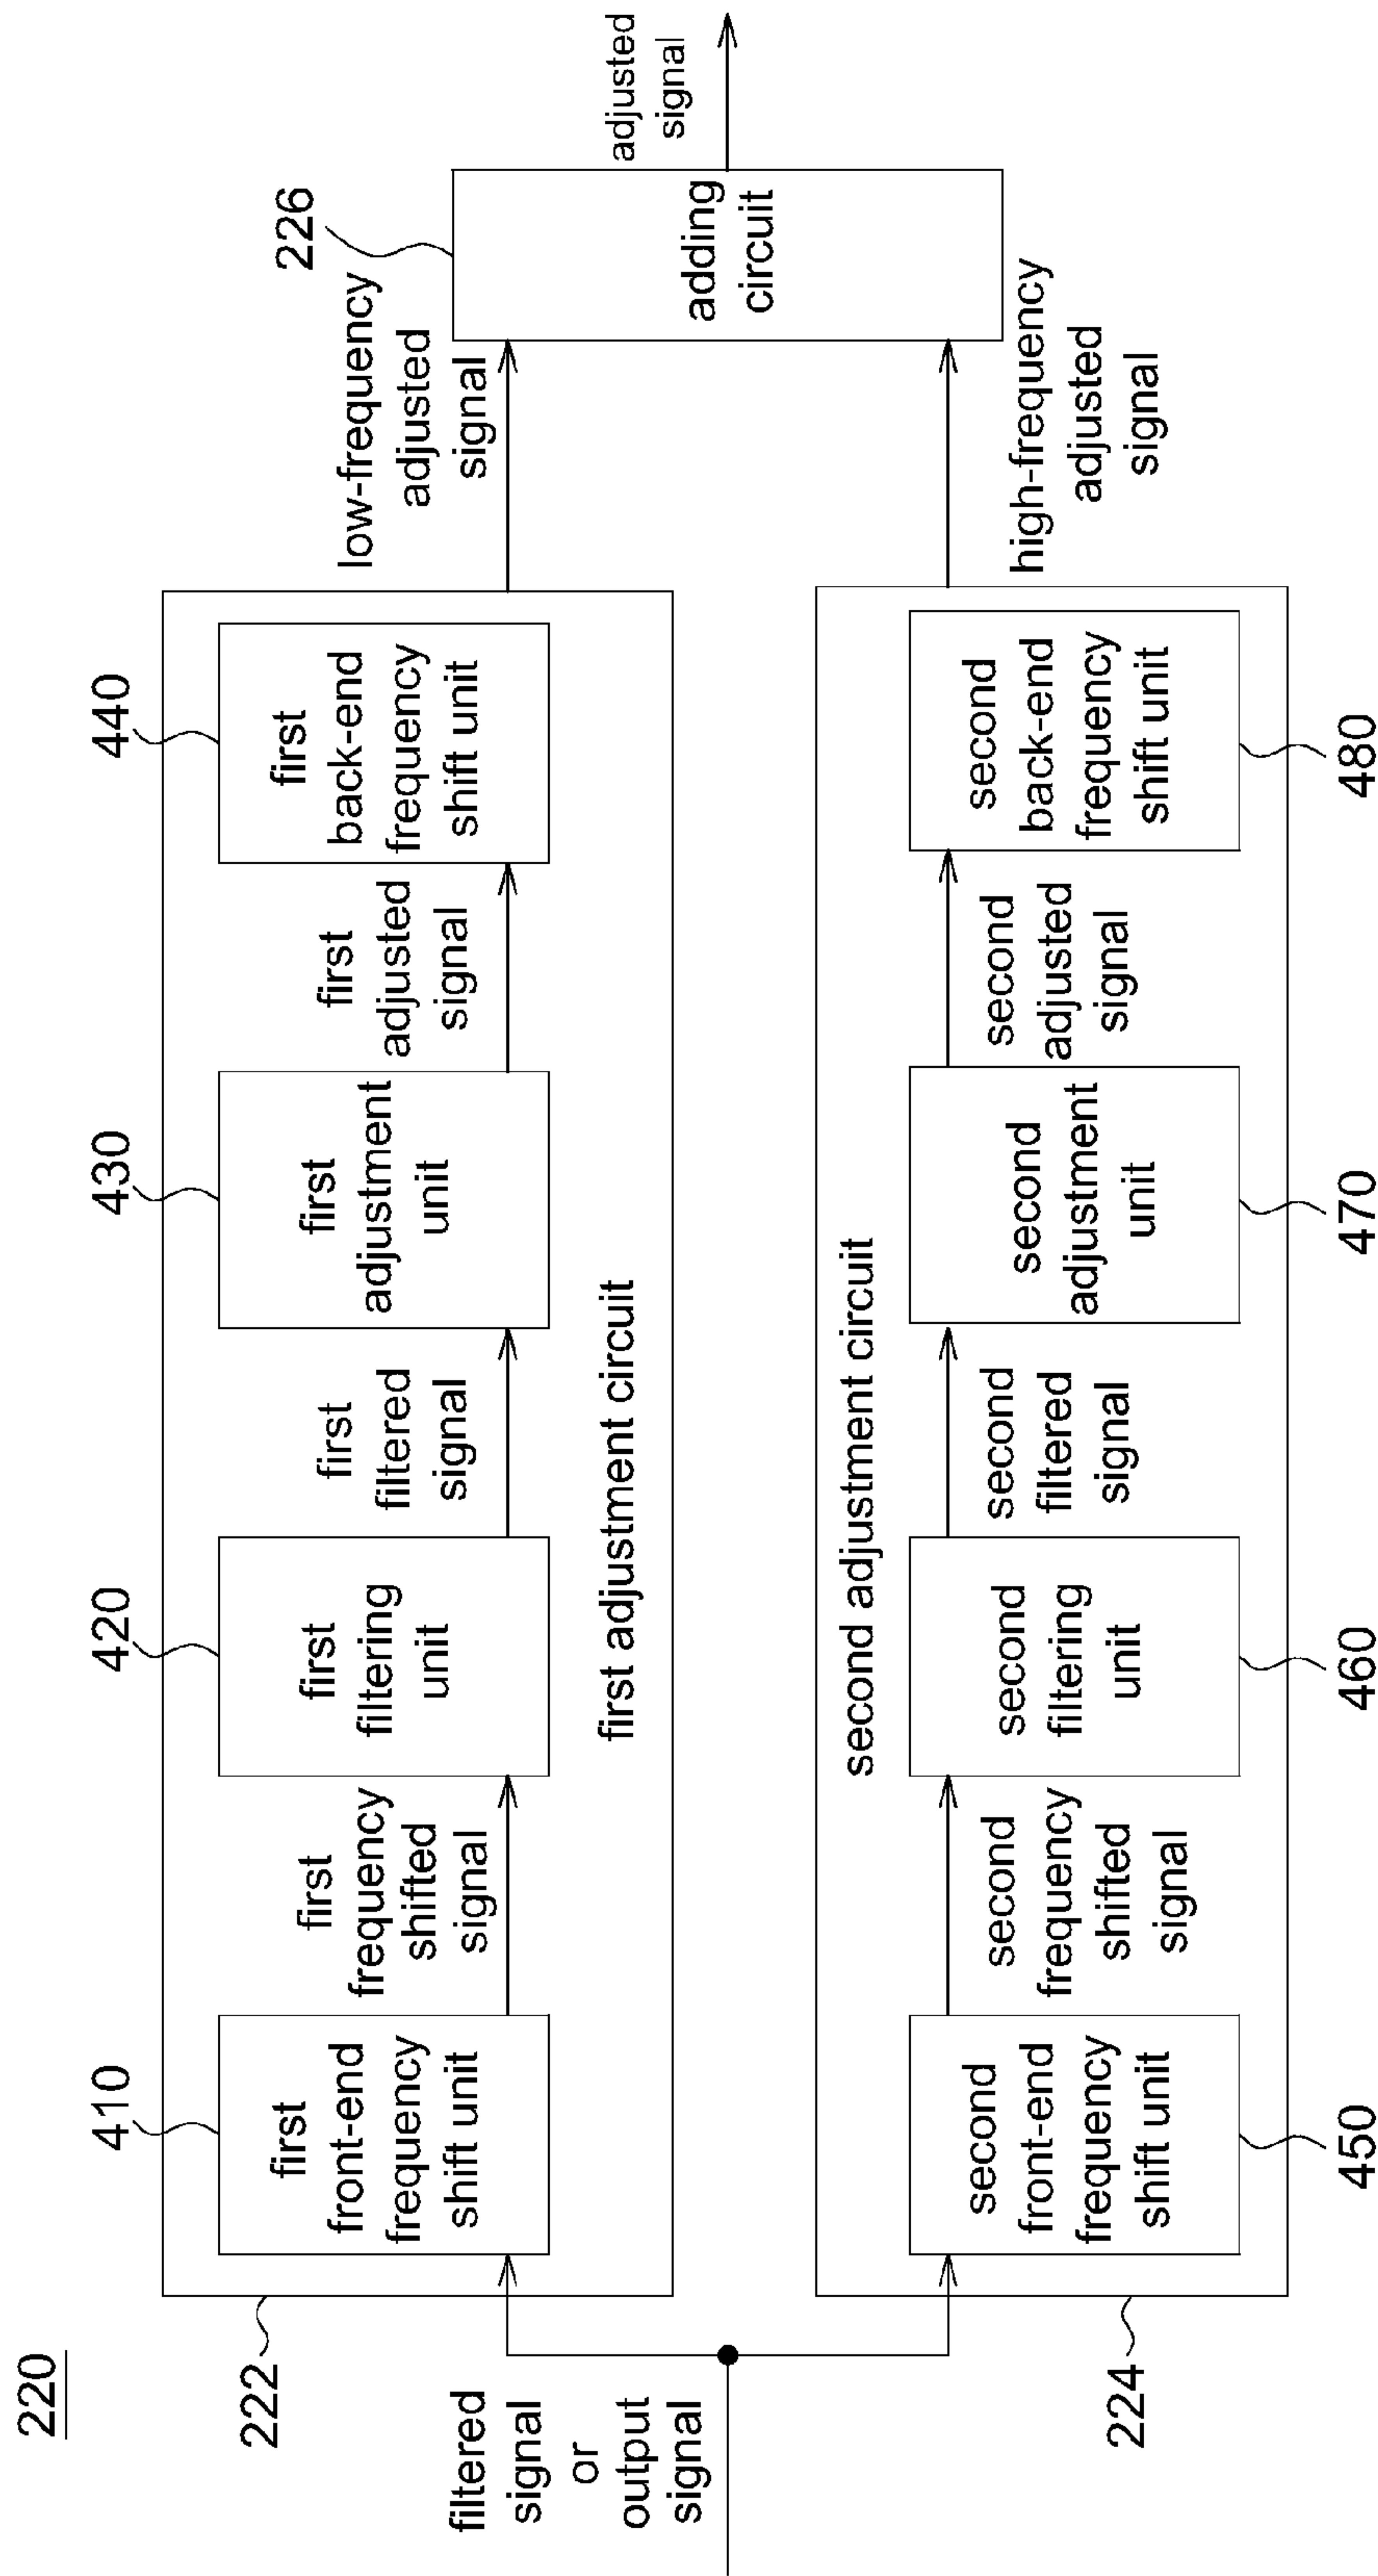 220
222
filtered
signal
or
output
signal
410
first
front-end
frequency
shift unit
first
frequency
shifted
signal
420
first
filtering
unit
first
filtered
signal
430
first
adjustment
unit
first
adjusted
signal
440
first
back-end
frequency
shift unit
first adjustment circuit
low-frequency
adjusted
signal
226
adding
circuit
adjusted
signal
second adjustment circuit
224
second
front-end
frequency
shift unit
450
second
frequency
shifted
signal
second
filtering
unit
460
second
filtered
signal
second
adjustment
unit
470
second
adjusted
signal
second
back-end
frequency
shift unit
480
high-frequency
adjusted
signal